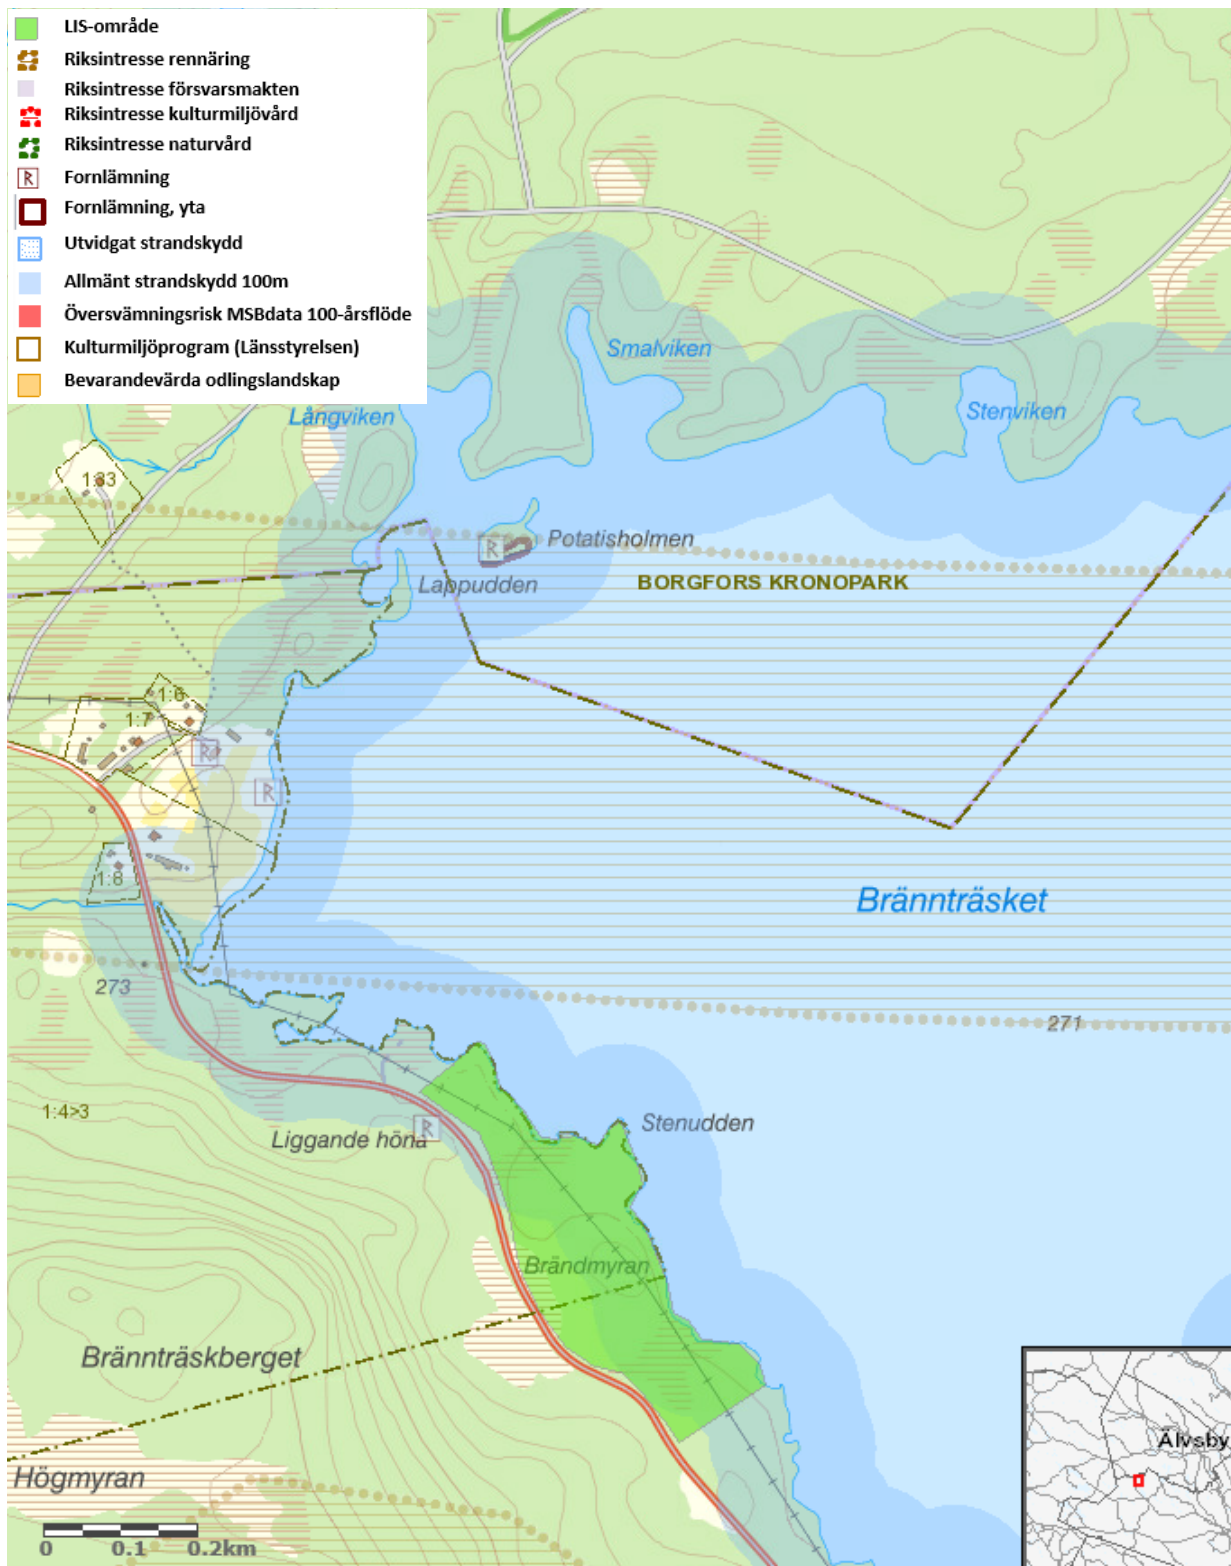 LIS-område
Riksintresse rennäring
Riksintresse försvarsmakten
Riksintresse kulturmiljövård
Riksintresse naturvård
R Fornlämning
Fornlämning, yta
Utvidgat strandskydd
Allmänt strandskydd 100m
Översvämningsrisk MSBdata 100-årsflöde
Kulturmiljöprogram (Länsstyrelsen)
Bevarandevärda odlingslandskap
Smalviken
Långviken
Stenviken
1:33
R
Potatisholmen
Lappudden
BORGFORS KRONOPARK
1:6
1:7
R
R
1:8
Brännträsket
273
271
1:4>3
Stenudden
R
Liggande höna
Brändmyran
Brännträskberget
Älvsby
Högmyran
0 0.1 0.2km